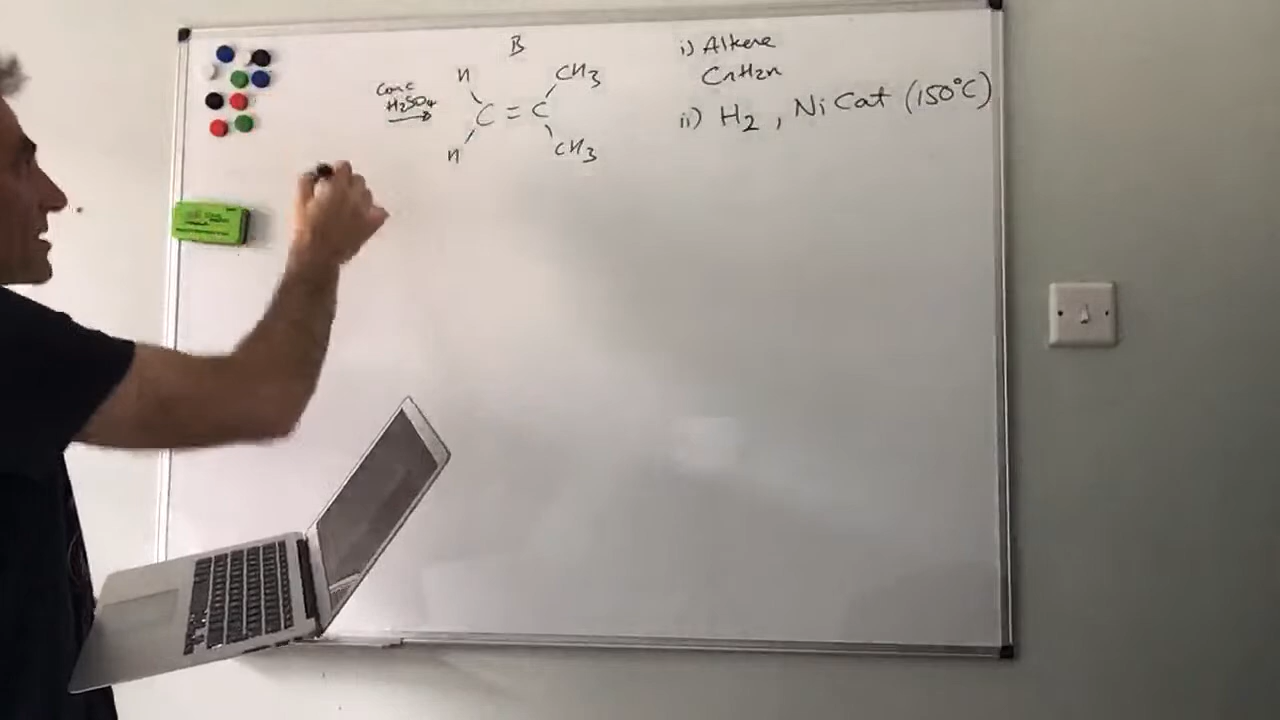 B
H CH3
Conc
H2SO4
C = C
H CH3
i) Alkene
CnH2n
ii) H2, Ni Cat (150°C)